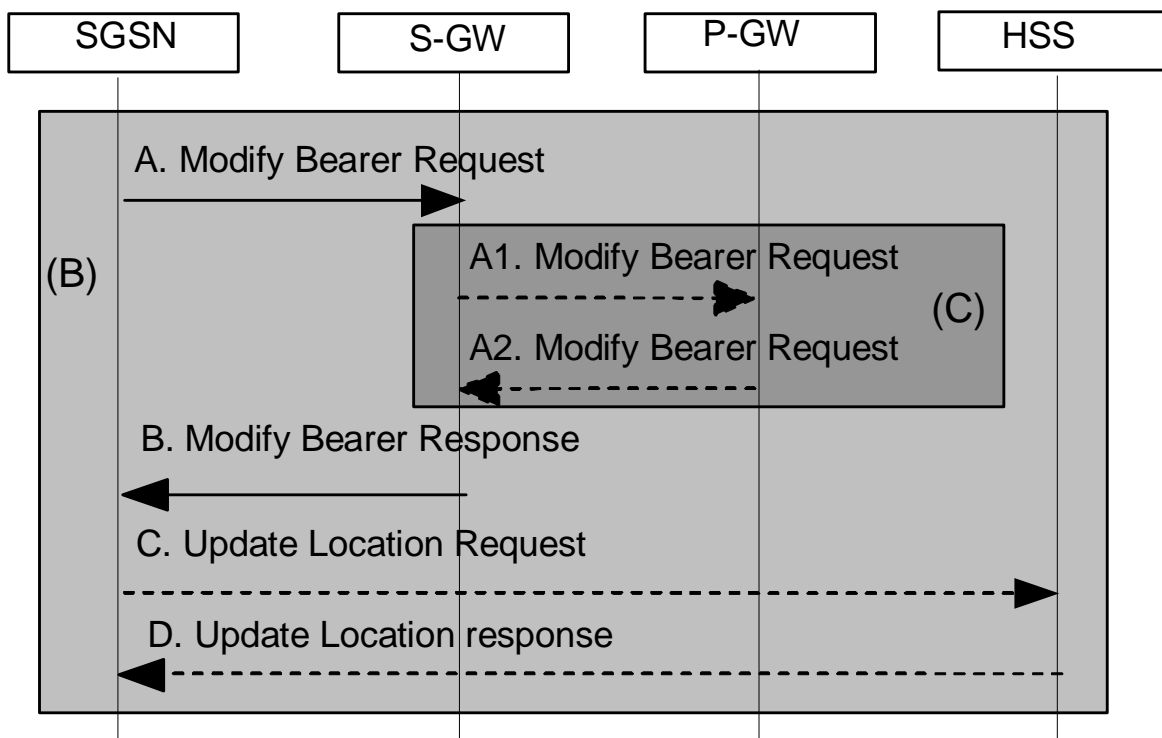 SGSN
S-GW
P-GW
HSS
A. Modify Bearer Request
(B)
A1. Modify Bearer Request
(C)
A2. Modify Bearer Request
B. Modify Bearer Response
C. Update Location Request
D. Update Location response